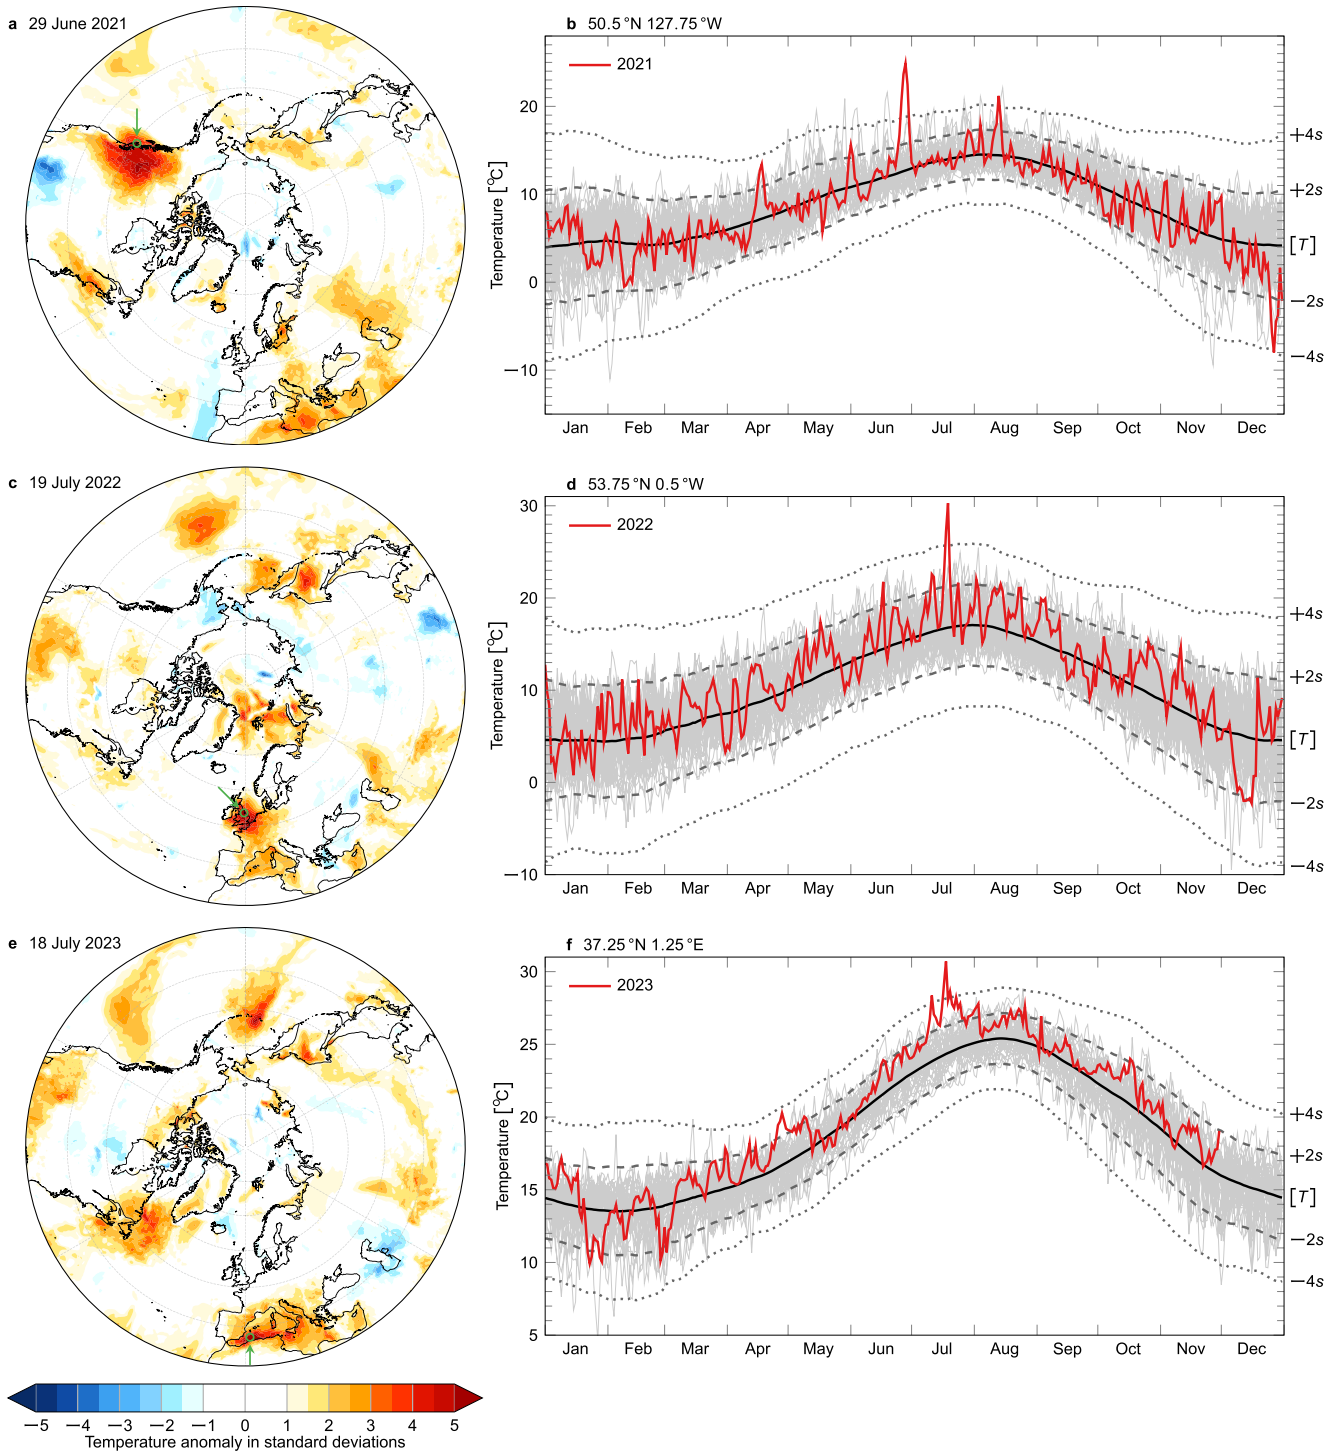 a 29 June 2021
b 50.5 °N 127.75 °W
2021
Temperature [℃]
20
10
0
−10
+4s
+2s
[T]
−2s
−4s
Jan Feb Mar Apr May Jun Jul Aug Sep Oct Nov Dec
c 19 July 2022
d 53.75 °N 0.5 °W
2022
Temperature [℃]
30
20
10
0
−10
+4s
+2s
[T]
−2s
−4s
Jan Feb Mar Apr May Jun Jul Aug Sep Oct Nov Dec
e 18 July 2023
f 37.25 °N 1.25 °E
2023
Temperature [℃]
30
25
20
15
10
5
+4s
+2s
[T]
−2s
−4s
Jan Feb Mar Apr May Jun Jul Aug Sep Oct Nov Dec
−5 −4 −3 −2 −1 0 1 2 3 4 5
Temperature anomaly in standard deviations